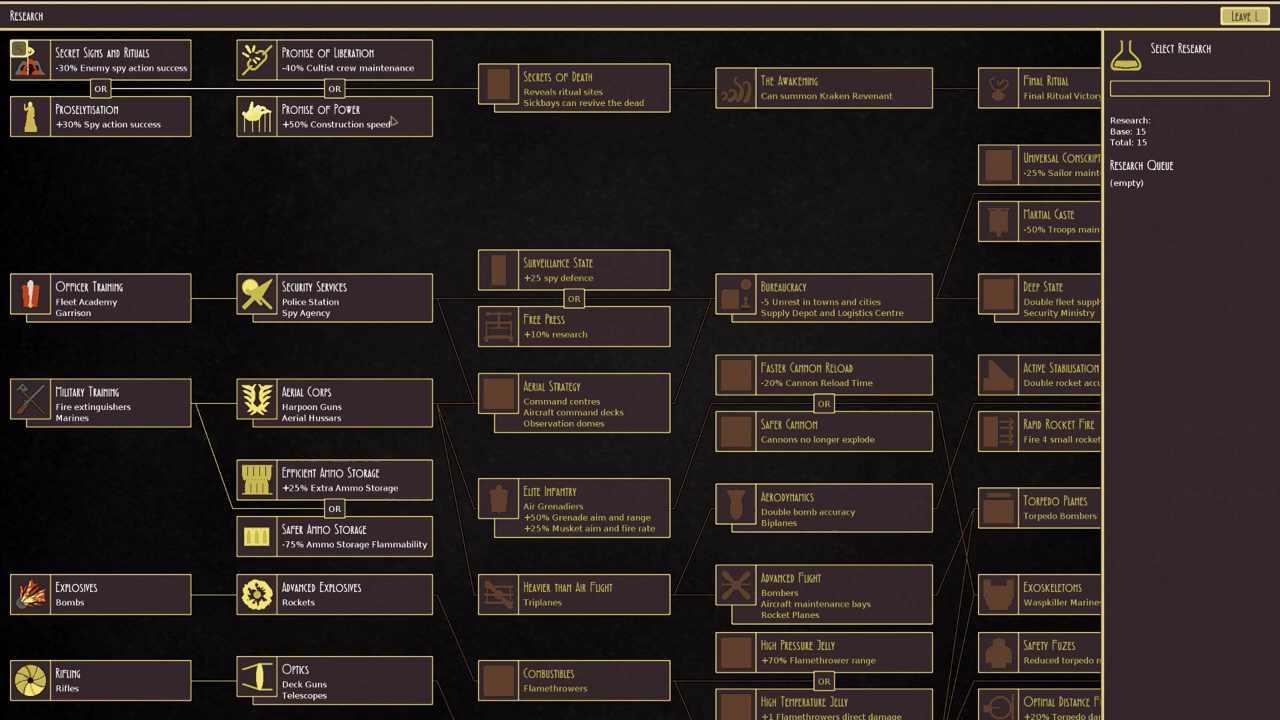 RESEARCH
LEAVE
SECRET SIGNS AND RITUALS
-30% Enemy spy action success
OR
PROSELYTISATION
+30% Spy action success
PROMISE OF LIBERATION
-40% Cultist crew maintenance
OR
PROMISE OF POWER
+50% Construction speed
SECRETS OF DEATH
Reveals ritual sites
Sickbays can revive the dead
THE AWAKENING
Can summon Kraken Revenant
FINAL RITUAL
Final Ritual Victory
UNIVERSAL CONSCRIPT
-25% Sailor maint
MARTIAL CASTE
-50% Troops main
OFFICER TRAINING
Fleet Academy
Garrison
SECURITY SERVICES
Police Station
Spy Agency
SURVEILLANCE STATE
+25 spy defence
OR
FREE PRESS
+10% research
BUREAUCRACY
-5 Unrest in towns and cities
Supply Depot and Logistics Centre
DEEP STATE
Double fleet suppl
Security Ministry
MILITARY TRAINING
Fire extinguishers
Marines
AERIAL CORPS
Harpoon Guns
Aerial Hussars
AERIAL STRATEGY
Command centres
Aircraft command decks
Observation domes
FASTER CANNON RELOAD
-20% Cannon Reload Time
OR
SAFER CANNON
Cannons no longer explode
ACTIVE STABILISATION
Double rocket accu
RAPID ROCKET FIRE
Fire 4 small rocket
EFFICIENT AMMO STORAGE
+25% Extra Ammo Storage
OR
SAFER AMMO STORAGE
-75% Ammo Storage Flammability
ELITE INFANTRY
Air Grenadiers
+50% Grenade aim and range
+25% Musket aim and fire rate
AERODYNAMICS
Double bomb accuracy
Biplanes
TORPEDO PLANES
Torpedo Bombers
EXPLOSIVES
Bombs
ADVANCED EXPLOSIVES
Rockets
HEAVIER THAN AIR FLIGHT
Triplanes
ADVANCED FLIGHT
Bombers
Aircraft maintenance bays
Rocket Planes
EXOSKELETONS
Waspkiller Marine
RIFLING
Rifles
OPTICS
Deck Guns
Telescopes
COMBUSTIBLES
Flamethrowers
HIGH PRESSURE JELLY
+70% Flamethrower range
OR
HIGH TEMPERATURE JELLY
+1 Flamethrowers direct damage
SAFETY FUZES
Reduced torpedo
OPTIMAL DISTANCE F
+20% Torpedo da
SELECT RESEARCH
Research:
Base: 15
Total: 15
RESEARCH QUEUE
(empty)